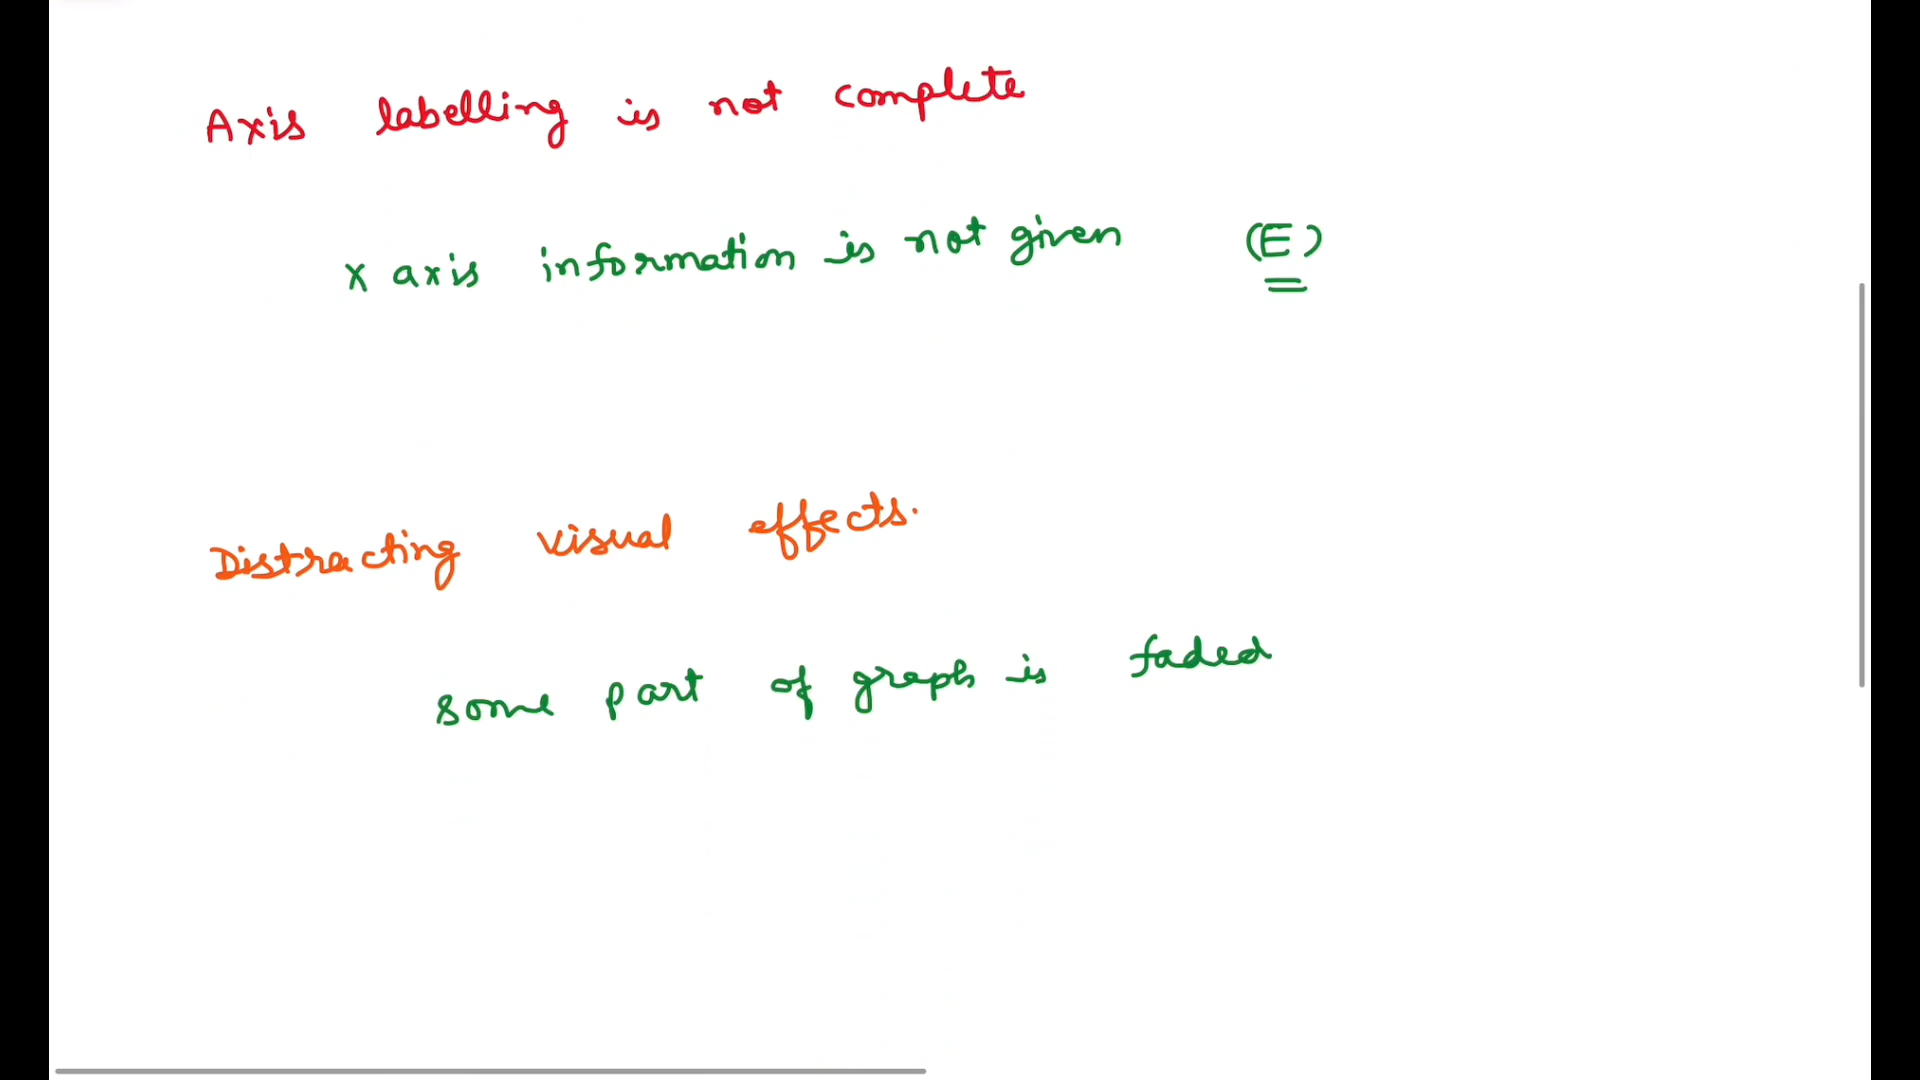 Axis labelling is not complete
x axis information is not given (E)
Distracting visual effects.
some part of graph is faded